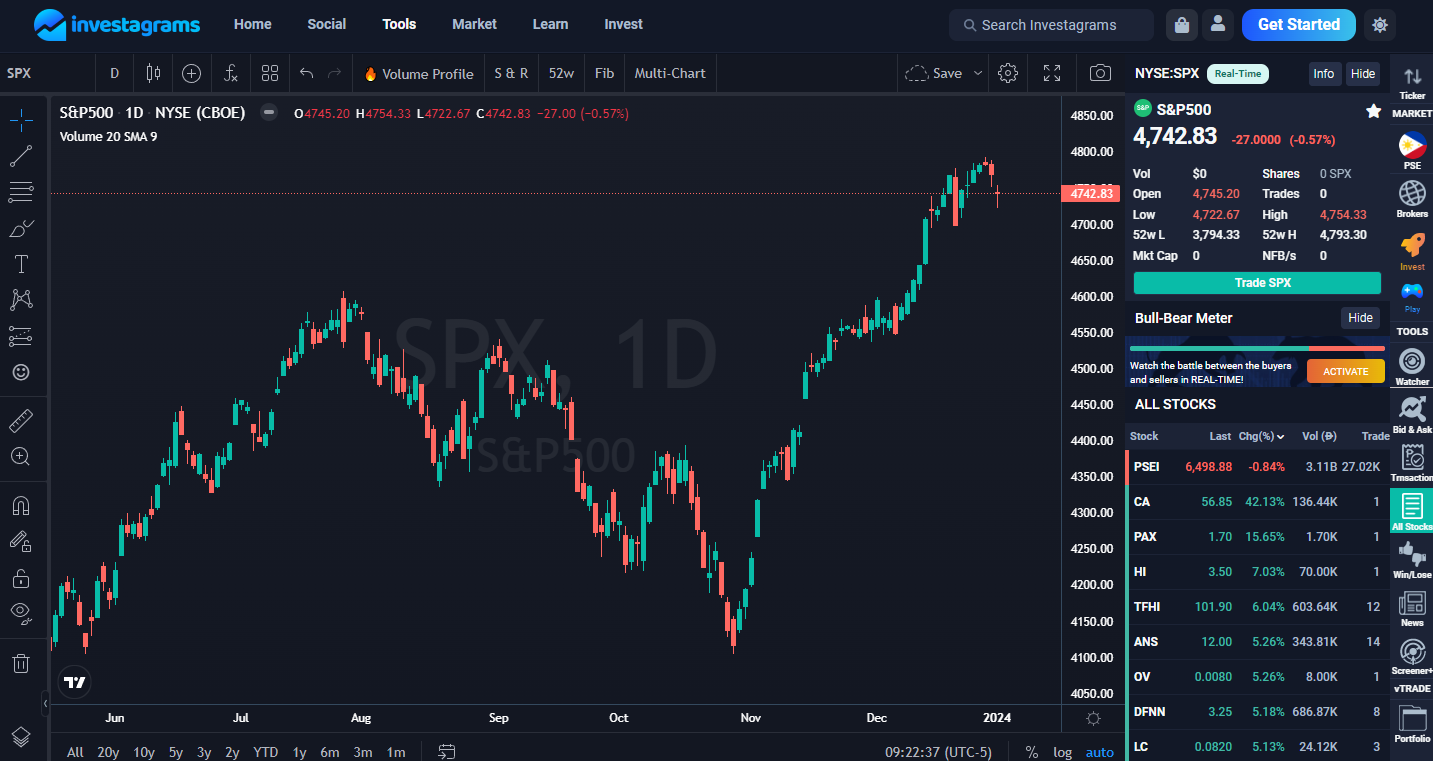 investagrams Home Social Tools Market Learn Invest Search Investagrams Get Started
SPX D fx Volume Profile S & R 52w Fib Multi-Chart Save
S&P500 · 1D · NYSE (CBOE) O4745.20 H4754.33 L4722.67 C4742.83 −27.00 (−0.57%)
Volume 20 SMA 9
SPX, 1D
S&P500
4850.00
4800.00
4742.83
4700.00
4650.00
4600.00
4550.00
4500.00
4450.00
4400.00
4350.00
4300.00
4250.00
4200.00
4150.00
4100.00
4050.00
Jun Jul Aug Sep Oct Nov Dec 2024
All 20y 10y 5y 3y 2y YTD 1y 6m 3m 1m 09:22:37 (UTC-5) % log auto
NYSE:SPX Real-Time Info Hide
S&P S&P500
4,742.83 -27.0000 (-0.57%)
Vol $0 Shares 0 SPX
Open 4,745.20 Trades 0
Low 4,722.67 High 4,754.33
52w L 3,794.33 52w H 4,793.30
Mkt Cap 0 NFB/s 0
Trade SPX
Bull-Bear Meter Hide
Watch the battle between the buyers
and sellers in REAL-TIME!
ACTIVATE
ALL STOCKS
Stock Last Chg(%) Vol (₱) Trade
PSEI 6,498.88 -0.84% 3.11B 27.02K
CA 56.85 42.13% 136.44K 1
PAX 1.70 15.65% 1.70K 1
HI 3.50 7.03% 70.00K 1
TFHI 101.90 6.04% 603.64K 12
ANS 12.00 5.26% 343.81K 14
OV 0.0080 5.26% 8.00K 1
DFNN 3.25 5.18% 686.87K 8
LC 0.0820 5.13% 24.12K 3
Ticker
MARKET
PSE
Brokers
Invest
Play
TOOLS
Watcher
Bid & Ask
Trnsaction
All Stocks
Win/Lose
News
Screener+
vTRADE
Portfolio